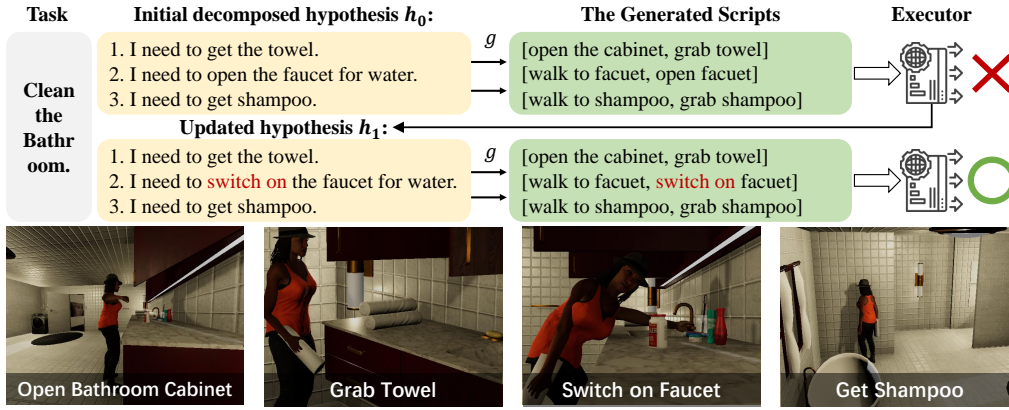 Task
Initial decomposed hypothesis h₀:
The Generated Scripts
Executor
Clean
the
Bathr
oom.
1. I need to get the towel.
2. I need to open the faucet for water.
3. I need to get shampoo.
g
[open the cabinet, grab towel]
[walk to facuet, open facuet]
[walk to shampoo, grab shampoo]
Updated hypothesis h₁:
1. I need to get the towel.
2. I need to switch on the faucet for water.
3. I need to get shampoo.
g
[open the cabinet, grab towel]
[walk to facuet, switch on facuet]
[walk to shampoo, grab shampoo]
Open Bathroom Cabinet
Grab Towel
Switch on Faucet
Get Shampoo